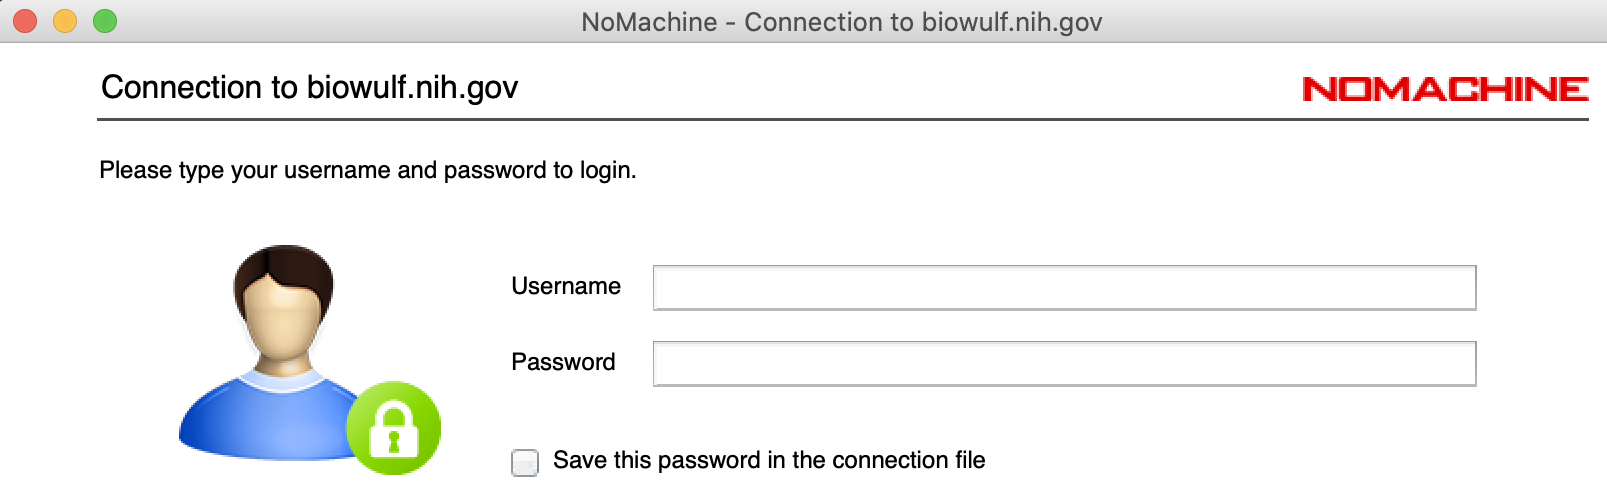 NoMachine - Connection to biowulf.nih.gov
Connection to biowulf.nih.gov
NOMACHINE
Please type your username and password to login.
Username
Password
Save this password in the connection file